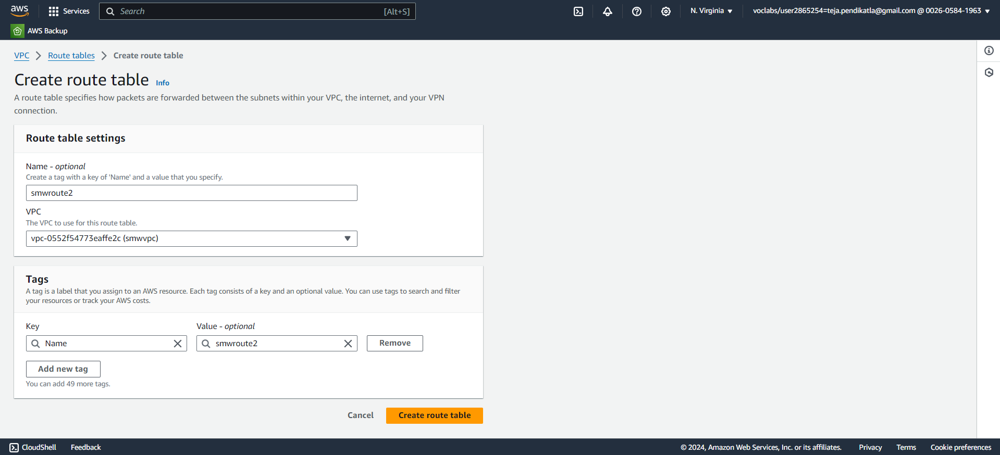 aws
Services
Search
[Alt+S]
N. Virginia
voclabs/user2865254=teja.pendikatla@gmail.com @ 0026-0584-1963
AWS Backup
VPC
Route tables
Create route table
Create route table
Info
A route table specifies how packets are forwarded between the subnets within your VPC, the internet, and your VPN
connection.
Route table settings
Name - optional
Create a tag with a key of 'Name' and a value that you specify.
smwroute2
VPC
The VPC to use for this route table.
vpc-0552f54773eaffe2c (smwvpc)
Tags
A tag is a label that you assign to an AWS resource. Each tag consists of a key and an optional value. You can use tags to search and filter
your resources or track your AWS costs.
Key
Value - optional
Name
smwroute2
Remove
Add new tag
You can add 49 more tags.
Cancel
Create route table
CloudShell
Feedback
© 2024, Amazon Web Services, Inc. or its affiliates.
Privacy
Terms
Cookie preferences